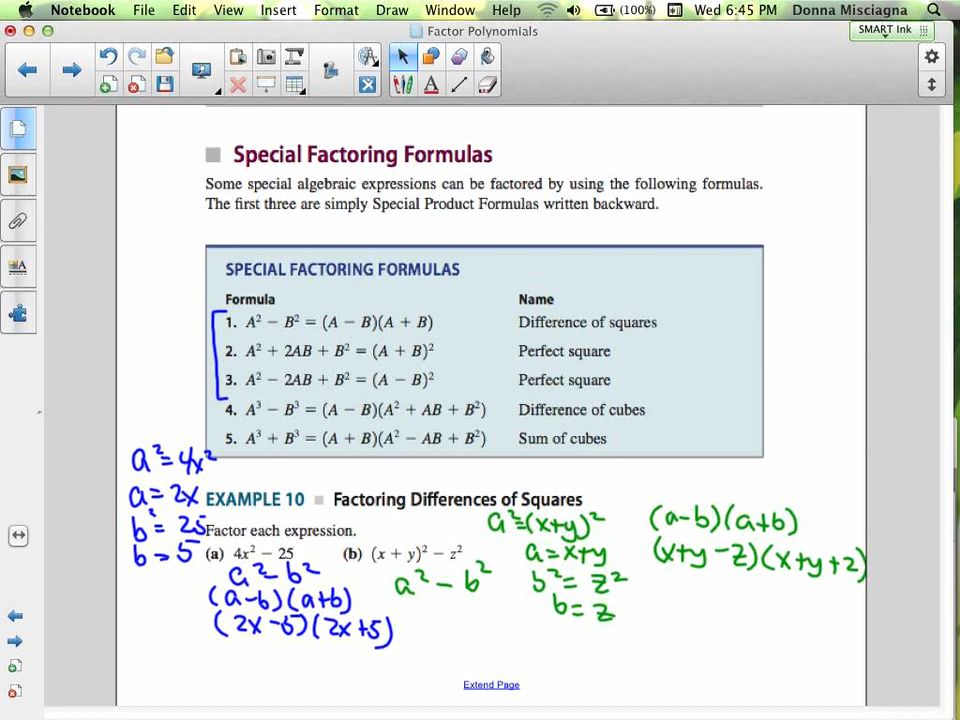 Notebook File Edit View Insert Format Draw Window Help (100%) Wed 6:45 PM Donna Misciagna
Factor Polynomials
SMART Ink
Special Factoring Formulas
Some special algebraic expressions can be factored by using the following formulas.
The first three are simply Special Product Formulas written backward.
SPECIAL FACTORING FORMULAS
Formula Name
1. A² − B² = (A − B)(A + B) Difference of squares
2. A² + 2AB + B² = (A + B)² Perfect square
3. A² − 2AB + B² = (A − B)² Perfect square
4. A³ − B³ = (A − B)(A² + AB + B²) Difference of cubes
5. A³ + B³ = (A + B)(A² − AB + B²) Sum of cubes
a² = 4x²
a = 2x
b² = 25
b = 5
EXAMPLE 10 Factoring Differences of Squares
Factor each expression.
(a) 4x² − 25 (b) (x + y)² − z²
a² − b²
(a−b)(a+b)
(2x −5)(2x +5)
a² − b²
a² = (x+y)²
a = x+y
b² = z²
b = z
(a−b)(a+b)
(x+y −z)(x+y +z)
Extend Page